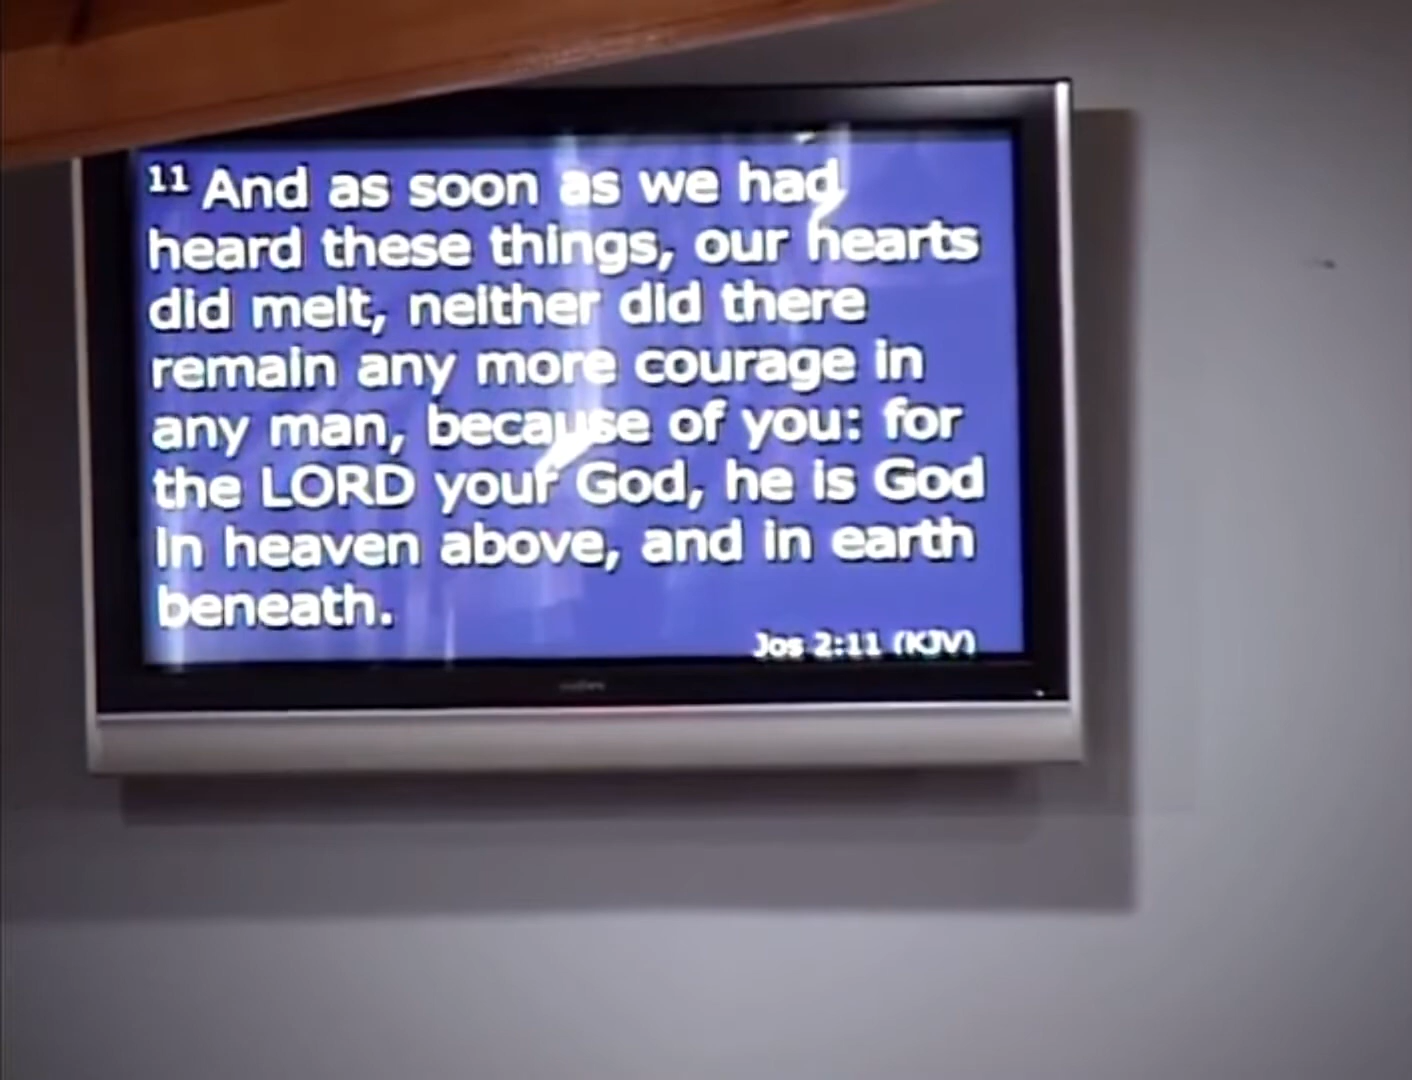 11 And as soon as we had
heard these things, our hearts
did melt, neither did there
remain any more courage in
any man, because of you: for
the LORD your God, he is God
in heaven above, and in earth
beneath.
Jos 2:11 (KJV)